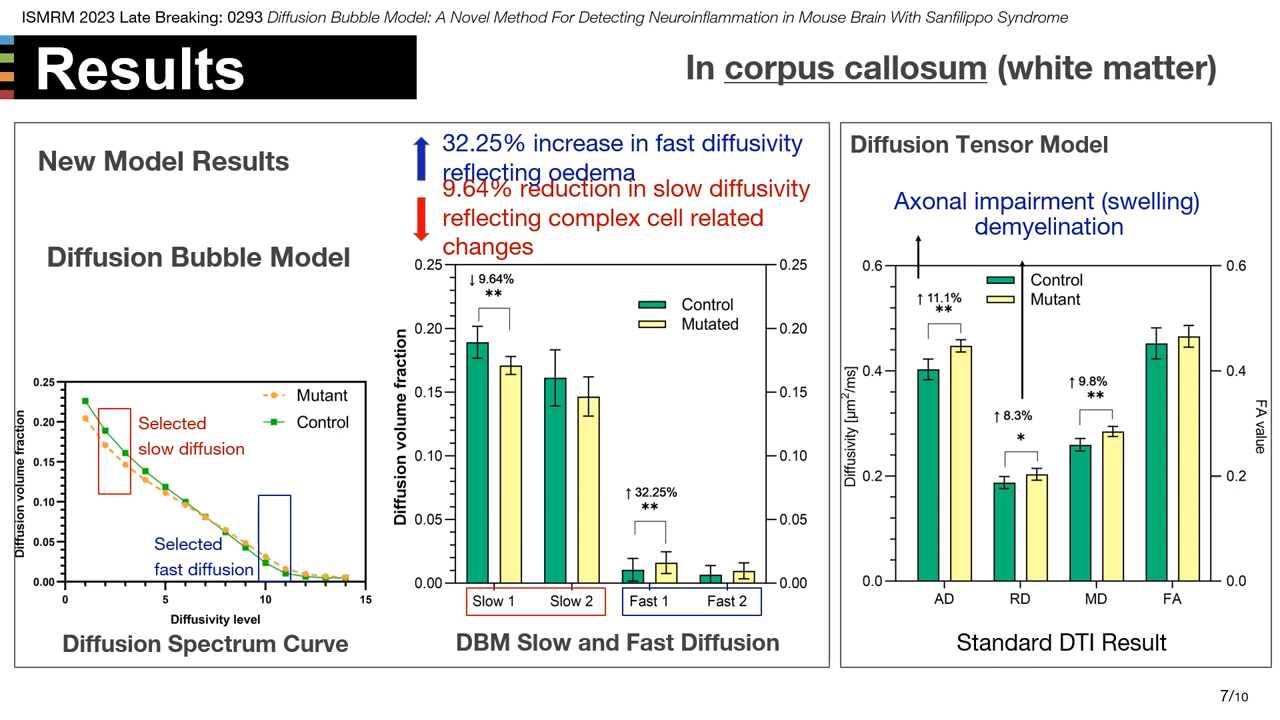 ISMRM 2023 Late Breaking: 0293 Diffusion Bubble Model: A Novel Method For Detecting Neuroinflammation in Mouse Brain With Sanfilippo Syndrome
Results
In corpus callosum (white matter)
New Model Results
Diffusion Bubble Model
32.25% increase in fast diffusivity
reflecting oedema
9.64% reduction in slow diffusivity
reflecting complex cell related
changes
0.25
0.20
0.15
0.10
0.05
0.00
0
5
10
15
Diffusion volume fraction
Diffusivity level
Mutant
Control
Selected
slow diffusion
Selected
fast diffusion
Diffusion Spectrum Curve
0.25
0.20
0.15
0.10
0.05
0.00
Diffusion volume fraction
↓ 9.64%
**
Control
Mutated
↑ 32.25%
**
0.25
0.20
0.15
0.10
0.05
0.00
Slow 1
Slow 2
Fast 1
Fast 2
DBM Slow and Fast Diffusion
Diffusion Tensor Model
Axonal impairment (swelling)
demyelination
0.6
0.4
0.2
0.0
Diffusivity [μm²/ms]
Control
Mutant
↑ 11.1%
**
↑ 8.3%
*
↑ 9.8%
**
0.6
0.4
0.2
0.0
FA value
AD
RD
MD
FA
Standard DTI Result
7/10